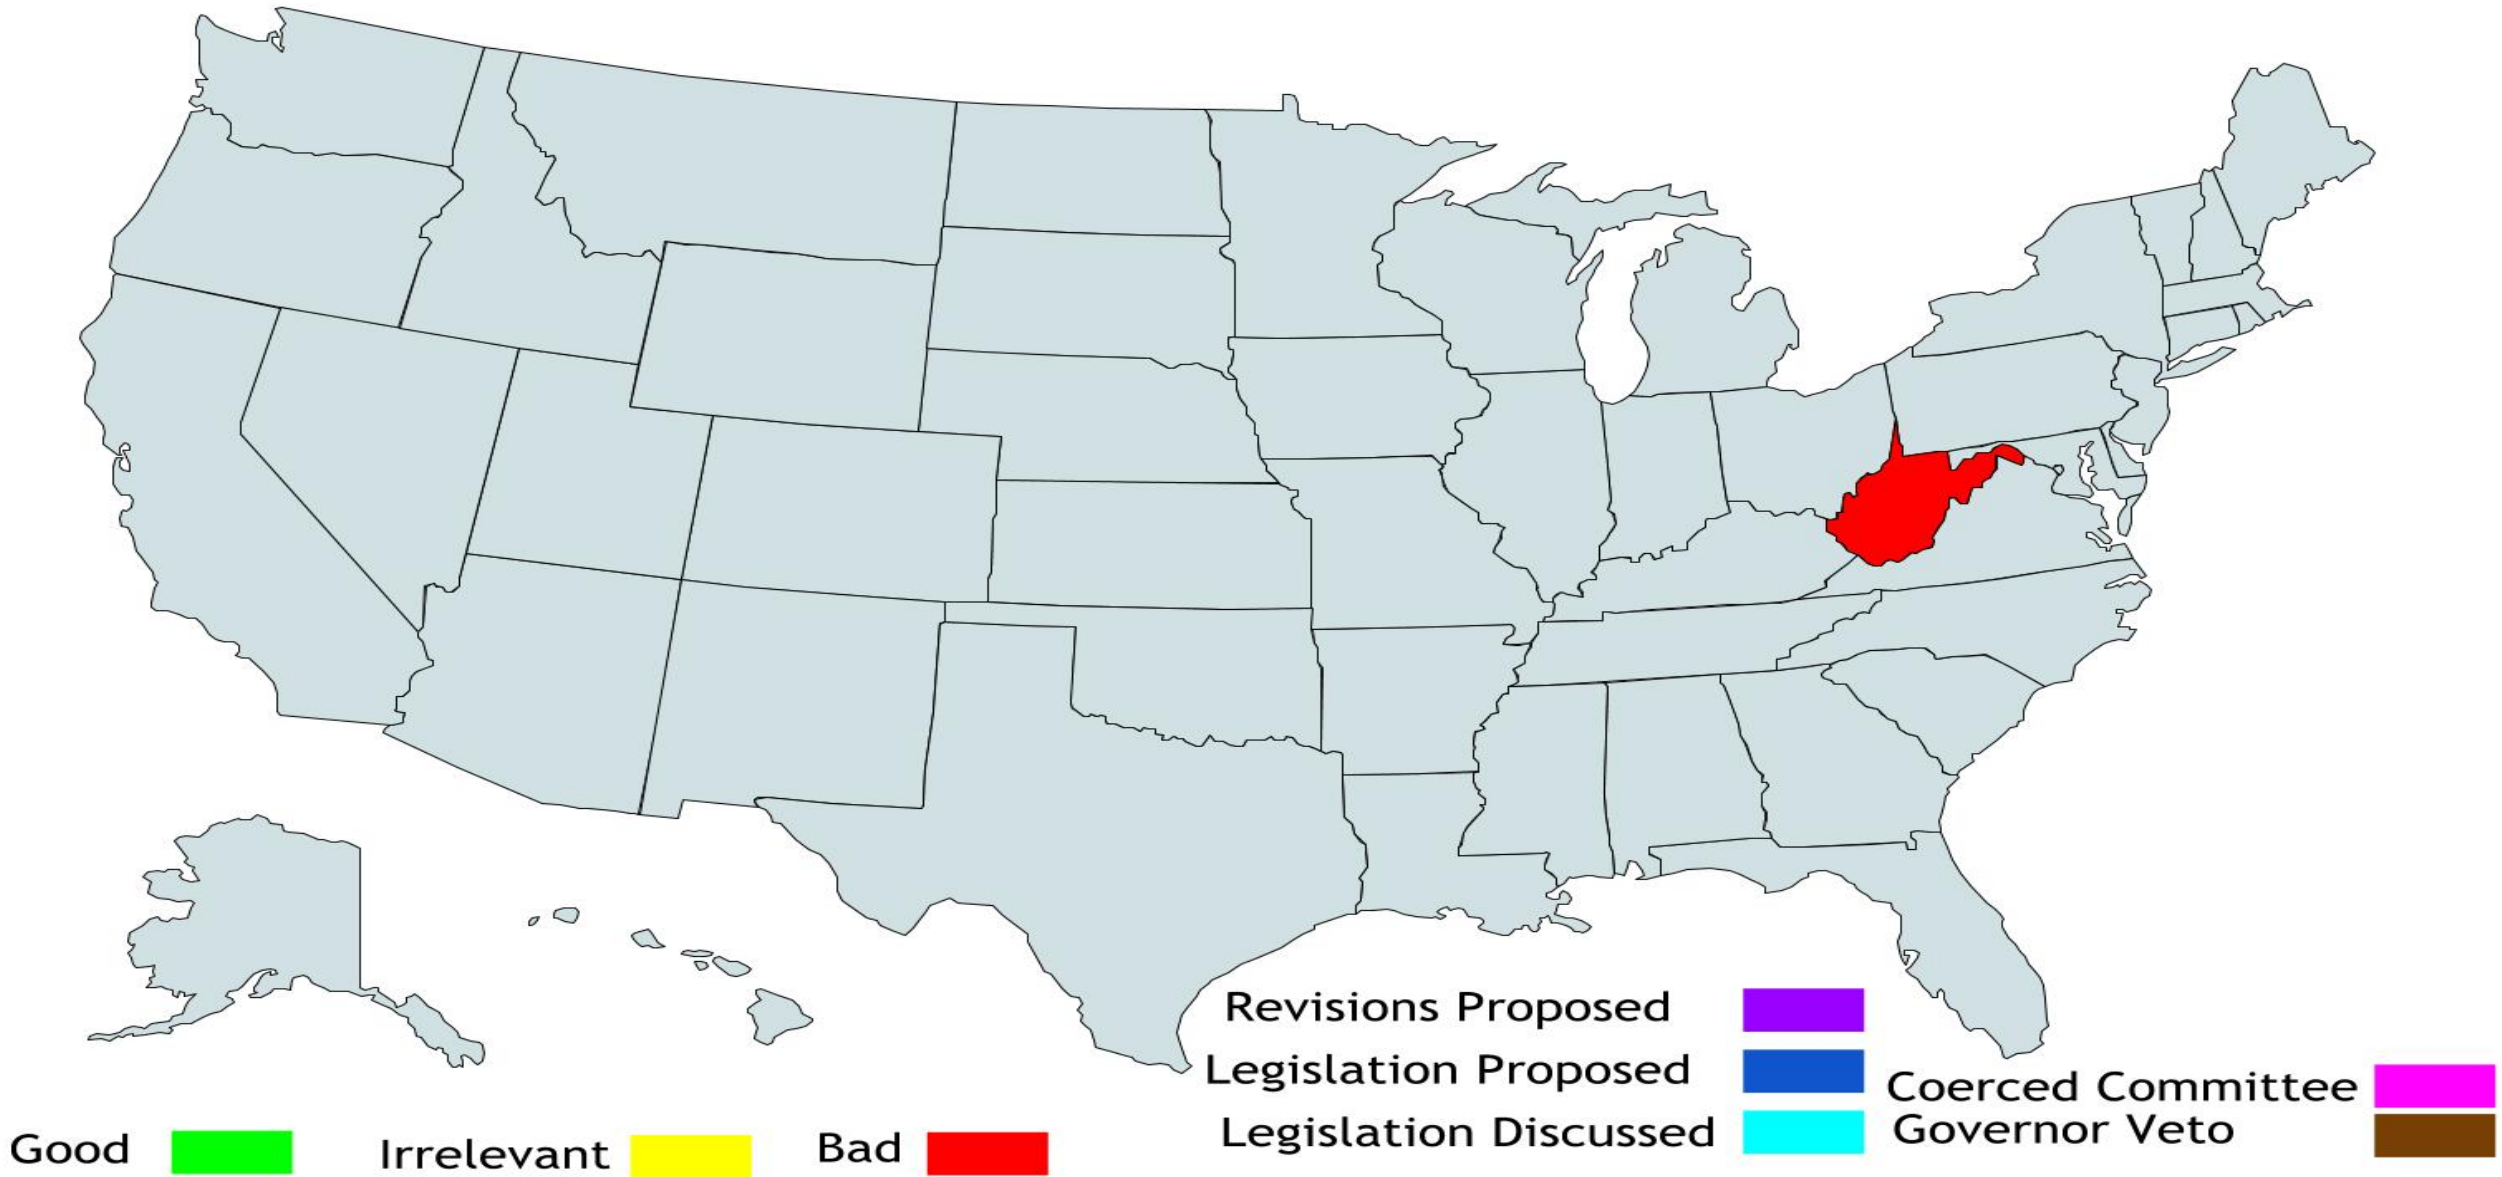 Revisions Proposed
Legislation Proposed
Coerced Committee
Legislation Discussed
Governor Veto
Good
Irrelevant
Bad